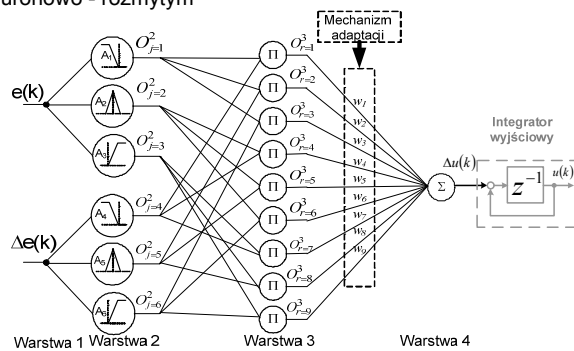 uronowo - rozmytym
Mechanizm
adaptacji
e(k)
Δe(k)
A₁
A₂
A₃
A₄
A₅
A₆
O²ⱼ₌₁
O²ⱼ₌₂
O²ⱼ₌₃
O²ⱼ₌₄
O²ⱼ₌₅
O²ⱼ₌₆
Π
Π
Π
Π
Π
Π
Π
Π
Π
O³ᵣ₌₁
O³ᵣ₌₂
O³ᵣ₌₃
O³ᵣ₌₄
O³ᵣ₌₅
O³ᵣ₌₆
O³ᵣ₌₇
O³ᵣ₌₈
O³ᵣ₌₉
w₁
w₂
w₃
w₄
w₅
w₆
w₇
w₈
w₉
Σ
Δu(k)
Integrator
wyjściowy
z⁻¹
u(k)
Warstwa 1 Warstwa 2 Warstwa 3 Warstwa 4